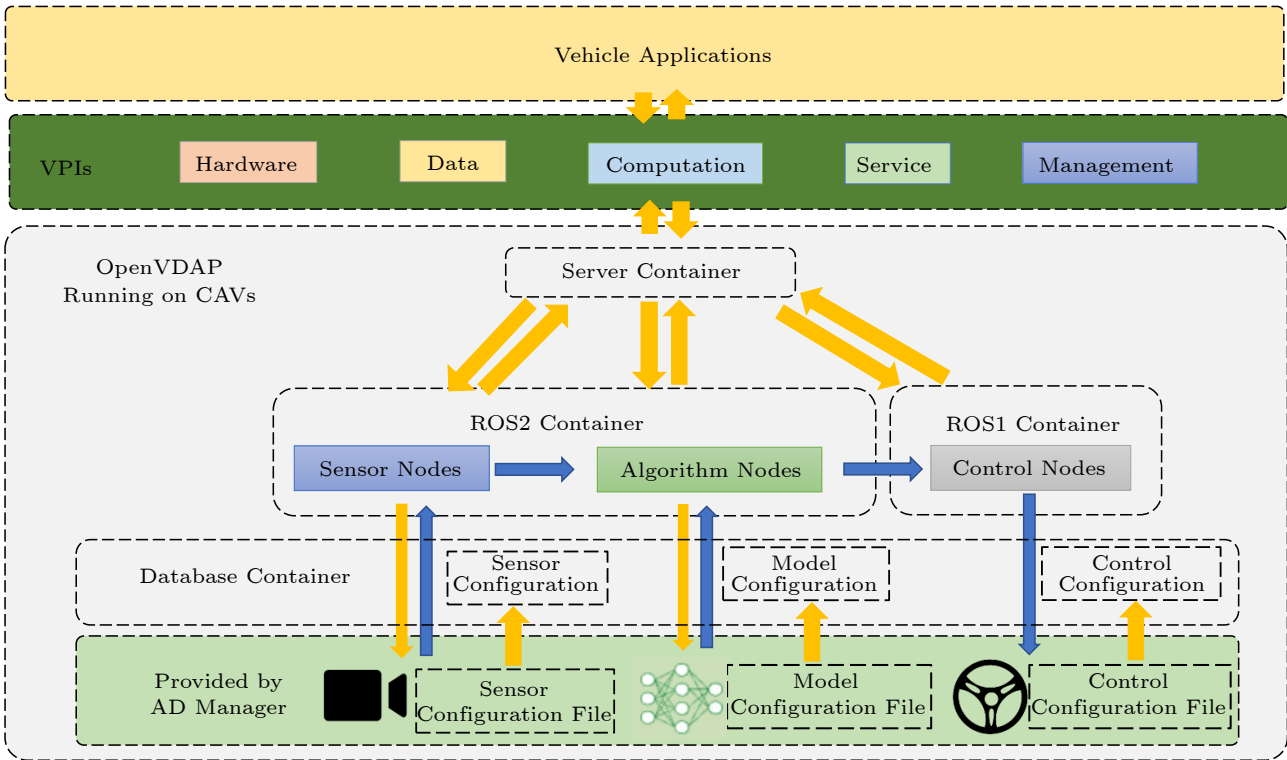 Vehicle Applications
VPIs
Hardware
Data
Computation
Service
Management
OpenVDAP
Running on CAVs
Server Container
ROS2 Container
ROS1 Container
Sensor Nodes
Algorithm Nodes
Control Nodes
Database Container
Sensor
Configuration
Model
Configuration
Control
Configuration
Provided by
AD Manager
Sensor
Configuration File
Model
Configuration File
Control
Configuration File